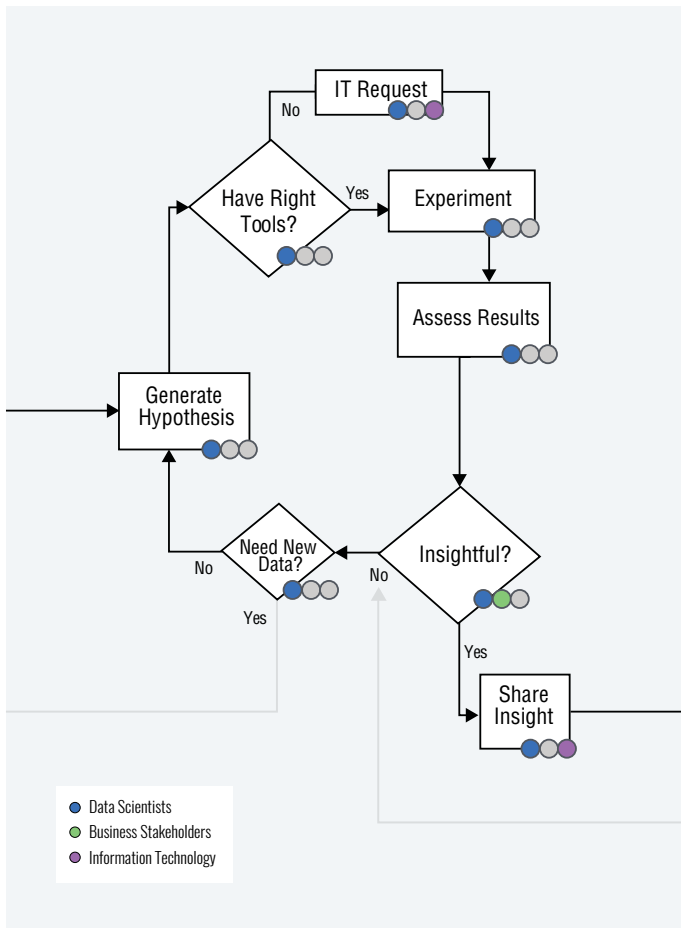 IT Request
No
Have Right
Tools?
Yes
Experiment
Assess Results
Generate
Hypothesis
Need New
Data?
Insightful?
No
No
Yes
Yes
Share
Insight
Data Scientists
Business Stakeholders
Information Technology